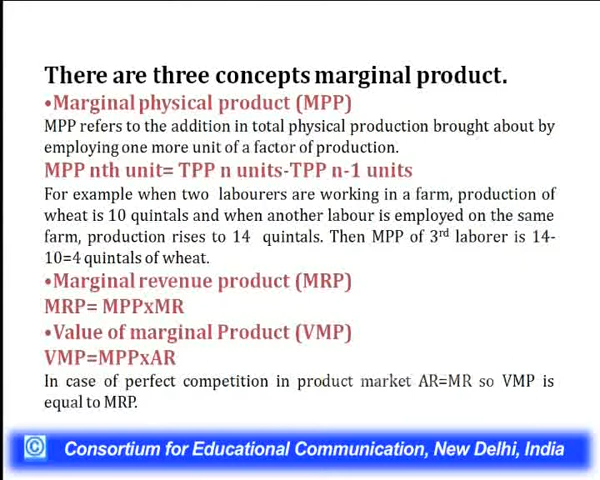 There are three concepts marginal product.
•Marginal physical product (MPP)
MPP refers to the addition in total physical production brought about by
employing one more unit of a factor of production.
MPP nth unit= TPP n units-TPP n-1 units
For example when two labourers are working in a farm, production of
wheat is 10 quintals and when another labour is employed on the same
farm, production rises to 14 quintals. Then MPP of 3rd laborer is 14-
10=4 quintals of wheat.
•Marginal revenue product (MRP)
MRP= MPPxMR
•Value of marginal Product (VMP)
VMP=MPPxAR
In case of perfect competition in product market AR=MR so VMP is
equal to MRP.
© Consortium for Educational Communication, New Delhi, India